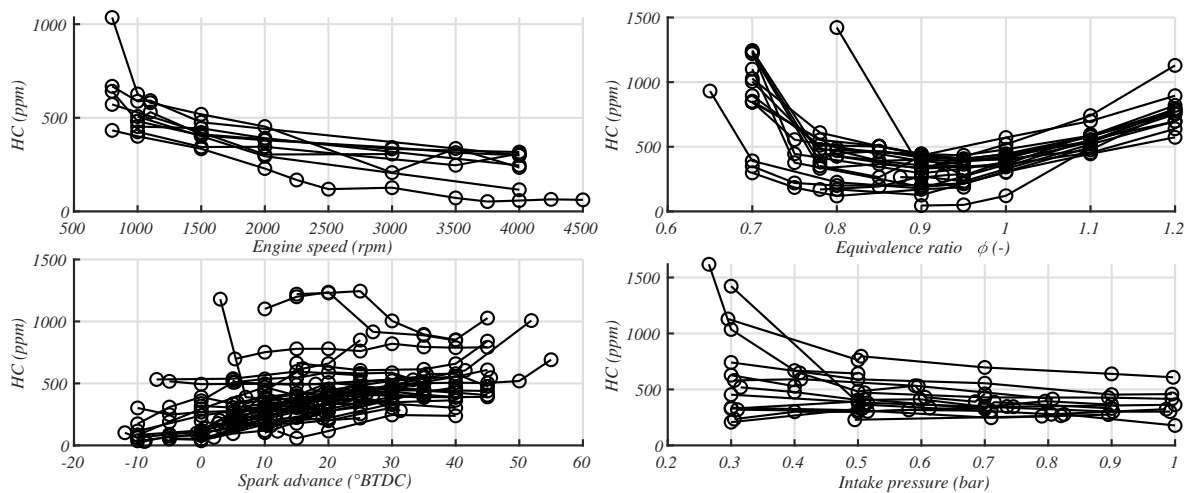 1000
500
0
HC (ppm)
500 1000 1500 2000 2500 3000 3500 4000 4500
Engine speed (rpm)
1500
1000
500
0
HC (ppm)
0.6 0.7 0.8 0.9 1 1.1 1.2
Equivalence ratio ϕ (-)
1500
1000
500
0
HC (ppm)
-20 -10 0 10 20 30 40 50 60
Spark advance (°BTDC)
1500
1000
500
0
HC (ppm)
0.2 0.3 0.4 0.5 0.6 0.7 0.8 0.9 1
Intake pressure (bar)